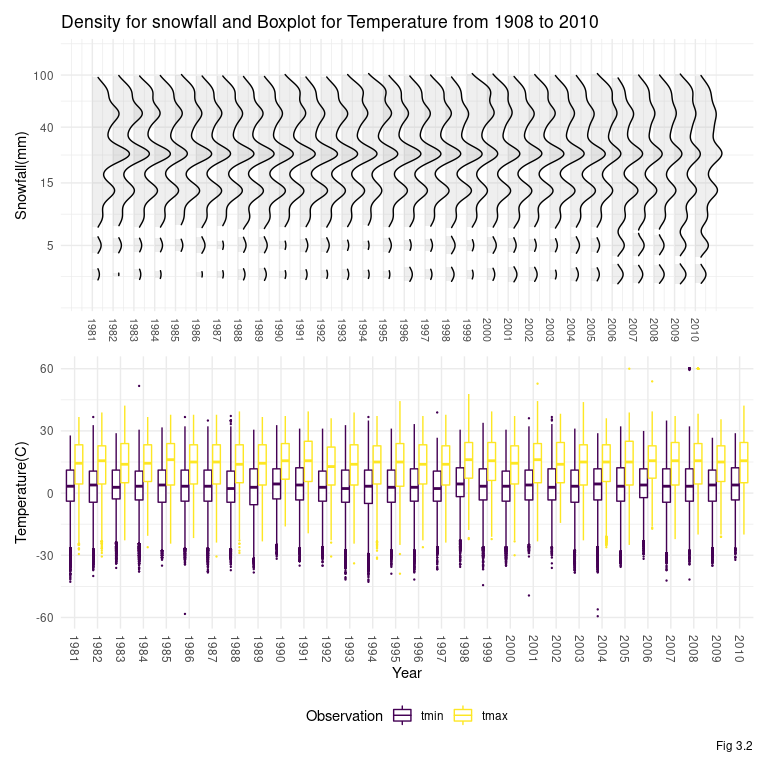 Density for snowfall and Boxplot for Temperature from 1908 to 2010
Snowfall(mm)
100
40
15
5
1981 1982 1983 1984 1985 1986 1987 1988 1989 1990 1991 1992 1993 1994 1995 1996 1997 1998 1999 2000 2001 2002 2003 2004 2005 2006 2007 2008 2009 2010
Temperature(C)
60
30
0
-30
-60
1981 1982 1983 1984 1985 1986 1987 1988 1989 1990 1991 1992 1993 1994 1995 1996 1997 1998 1999 2000 2001 2002 2003 2004 2005 2006 2007 2008 2009 2010
Year
Observation tmin tmax
Fig 3.2